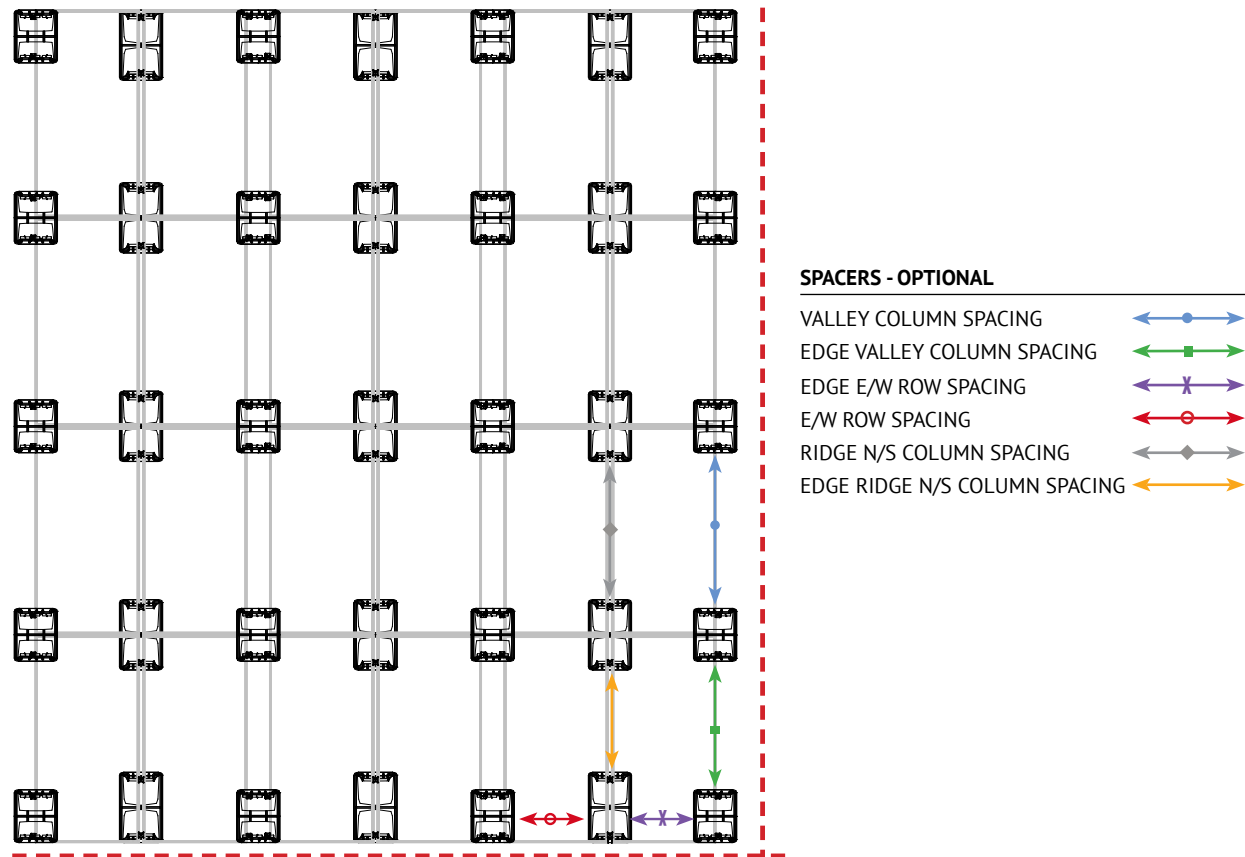 SPACERS - OPTIONAL
VALLEY COLUMN SPACING
EDGE VALLEY COLUMN SPACING
EDGE E/W ROW SPACING
E/W ROW SPACING
RIDGE N/S COLUMN SPACING
EDGE RIDGE N/S COLUMN SPACING